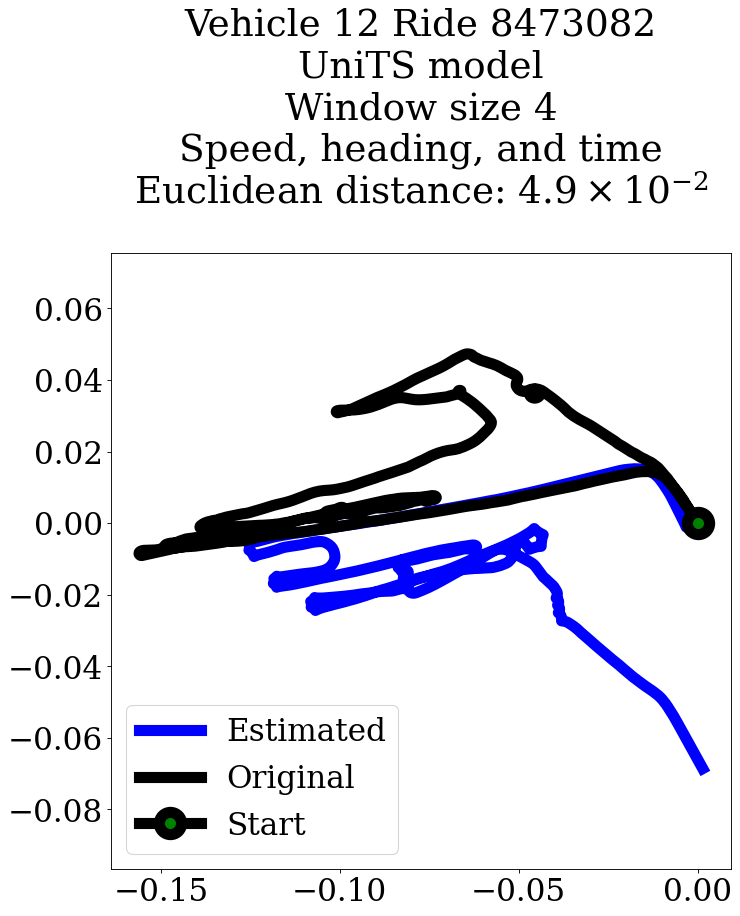 Vehicle 12 Ride 8473082
UniTS model
Window size 4
Speed, heading, and time
Euclidean distance: 4.9 × 10⁻²
0.06
0.04
0.02
0.00
−0.02
−0.04
−0.06
−0.08
Estimated
Original
Start
−0.15 −0.10 −0.05 0.00